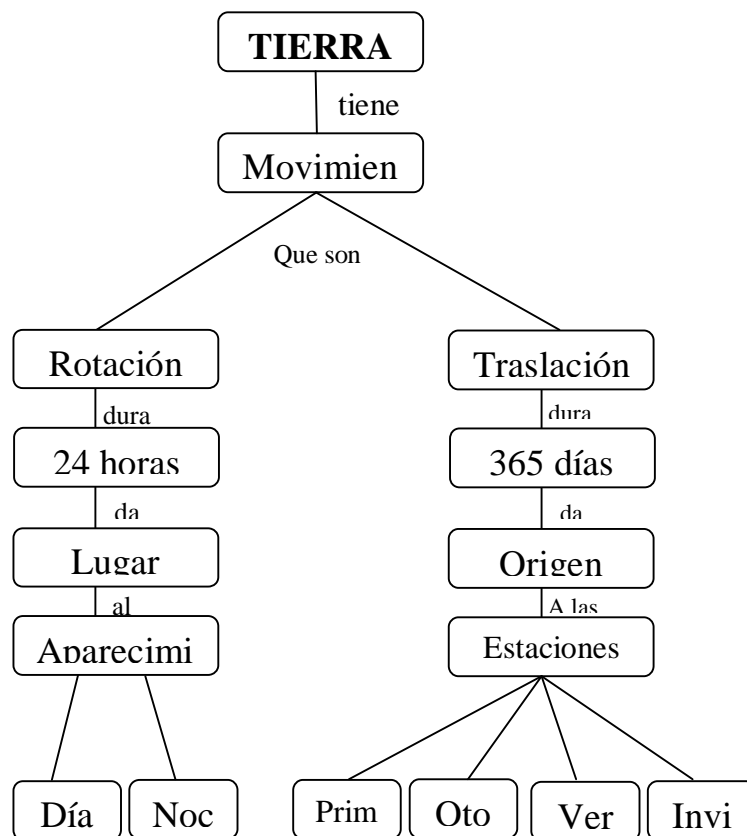 TIERRA
tiene
Movimien
Que son
Rotación
Traslación
dura
dura
24 horas
365 días
da
da
Lugar
Origen
al
A las
Aparecimi
Estaciones
Día
Noc
Prim
Oto
Ver
Invi